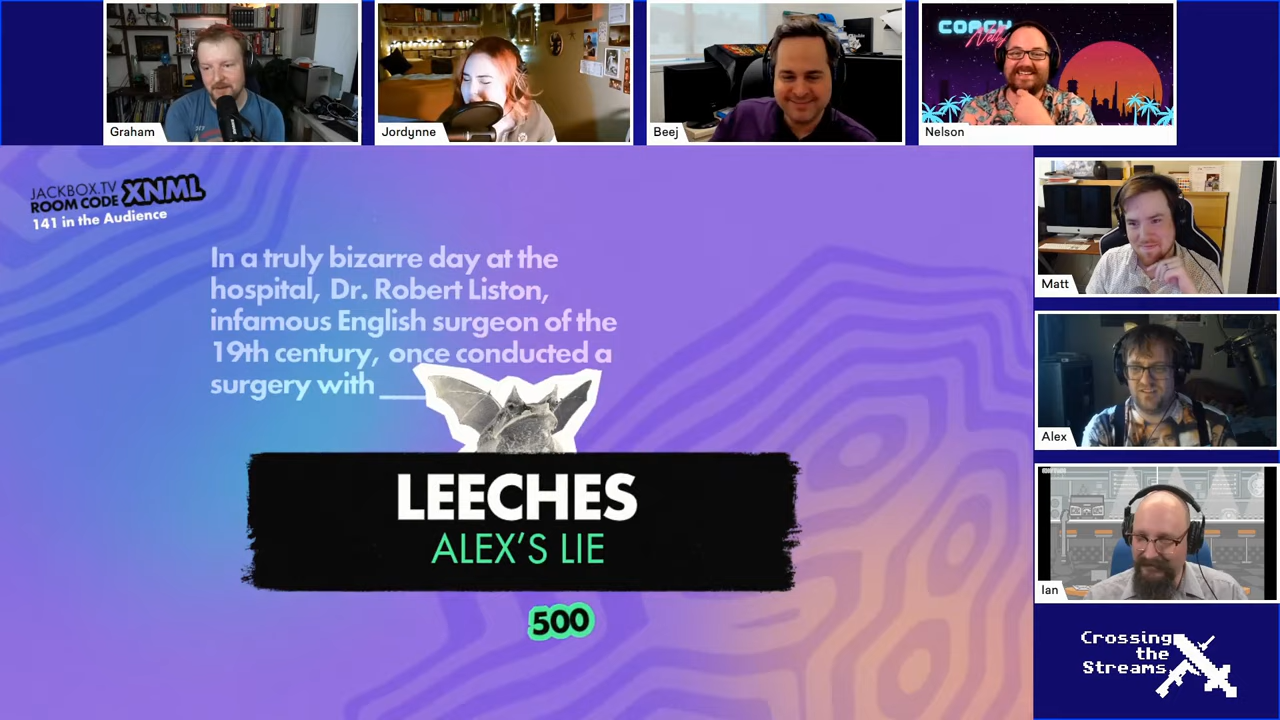 COACH
Nelly
Graham
Jordynne
Beej
Nelson
JACKBOX.TV
ROOM CODE XNML
141 in the Audience
In a truly bizarre day at the
hospital, Dr. Robert Liston,
infamous English surgeon of the
19th century, once conducted a
surgery with ____
LEECHES
ALEX'S LIE
500
Matt
Alex
Ian
Crossing
the
Streams